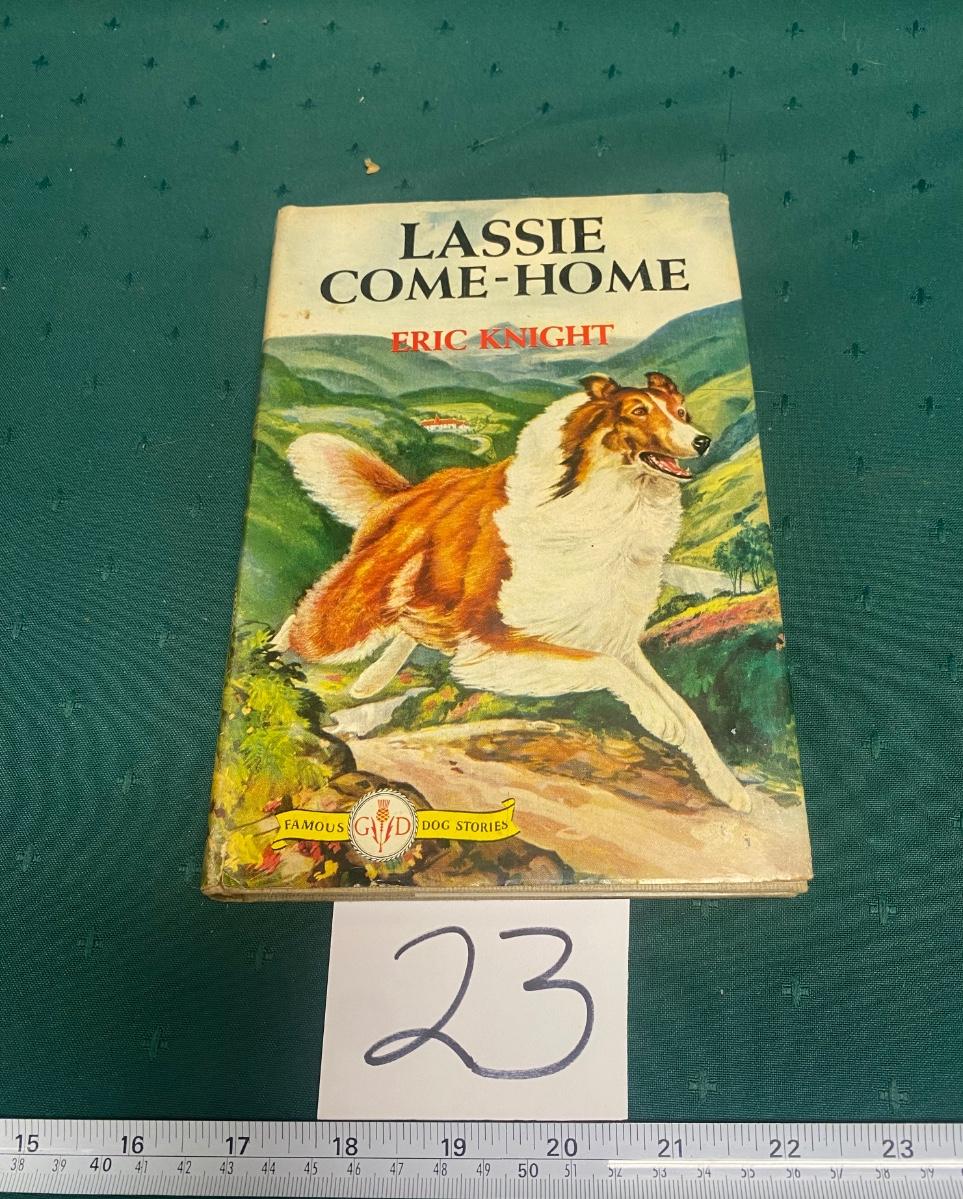 LASSIE
COME-HOME
ERIC KNIGHT
FAMOUS GD DOG STORIES
23
15 16 17 18 19 20 21 22 23
38 39 40 41 42 43 44 45 46 47 48 49 50 51 52 53 54 55 56 57 58 59